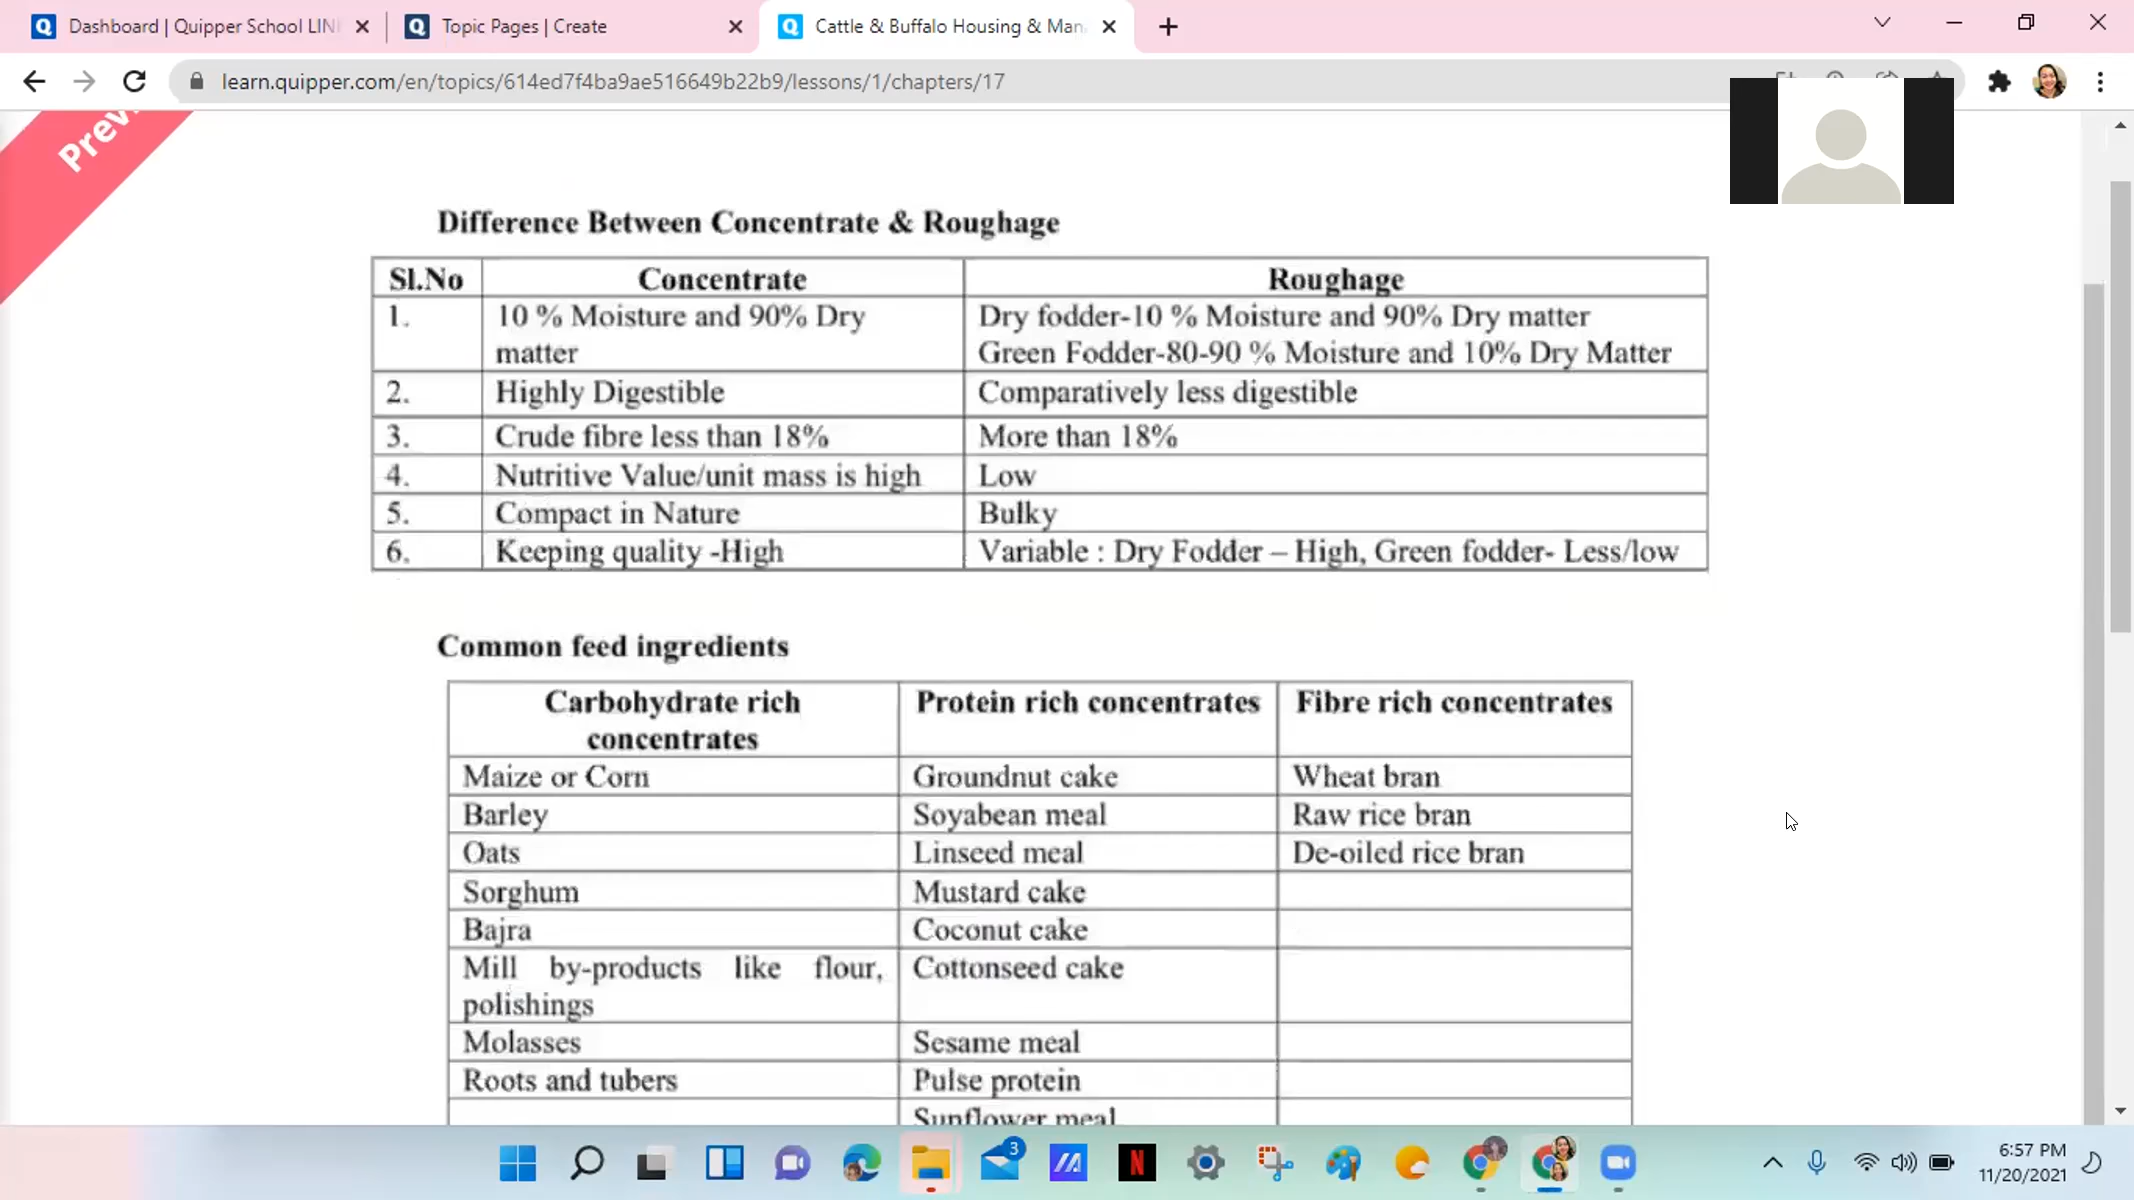 Dashboard | Quipper School LIN
Topic Pages | Create
Cattle & Buffalo Housing & Man
learn.quipper.com/en/topics/614ed7f4ba9ae516649b22b9/lessons/1/chapters/17
Difference Between Concentrate & Roughage
Sl.No Concentrate Roughage
1. 10 % Moisture and 90% Dry Dry fodder-10 % Moisture and 90% Dry matter
matter Green Fodder-80-90 % Moisture and 10% Dry Matter
2. Highly Digestible Comparatively less digestible
3. Crude fibre less than 18% More than 18%
4. Nutritive Value/unit mass is high Low
5. Compact in Nature Bulky
6. Keeping quality -High Variable : Dry Fodder – High, Green fodder- Less/low
Common feed ingredients
Carbohydrate rich Protein rich concentrates Fibre rich concentrates
concentrates
Maize or Corn Groundnut cake Wheat bran
Barley Soyabean meal Raw rice bran
Oats Linseed meal De-oiled rice bran
Sorghum Mustard cake
Bajra Coconut cake
Mill by-products like flour, Cottonseed cake
polishings
Molasses Sesame meal
Roots and tubers Pulse protein
Sunflower meal
3
N
6:57 PM
11/20/2021